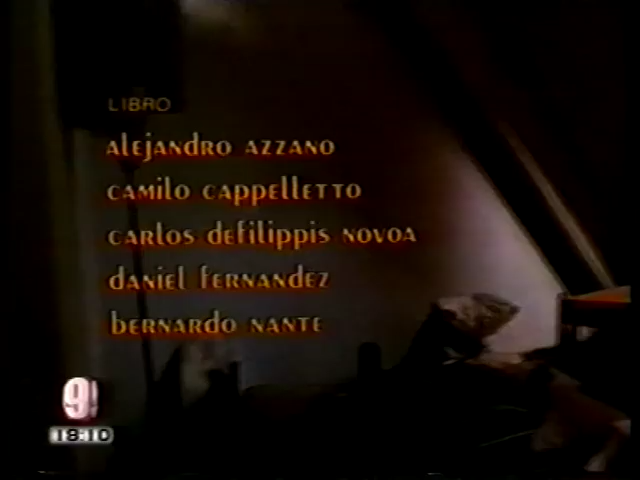 LIBRO
alejandro azzano
camilo cappelletto
carlos defilippis novoa
daniel fernandez
bernardo nante
9!
18:10